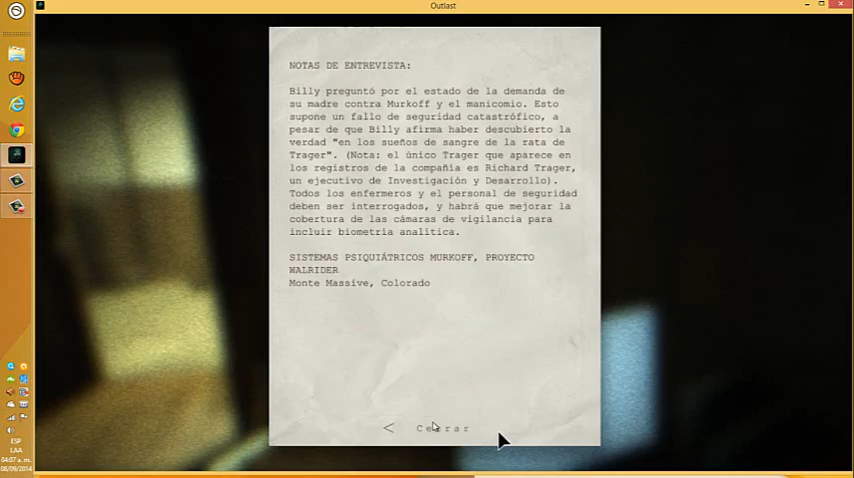 Outlast
NOTAS DE ENTREVISTA:
Billy preguntó por el estado de la demanda de
su madre contra Murkoff y el manicomio. Esto
supone un fallo de seguridad catastrófico, a
pesar de que Billy afirma haber descubierto la
verdad "en los sueños de sangre de la rata de
Trager". (Nota: el único Trager que aparece en
los registros de la compañía es Richard Trager,
un ejecutivo de Investigación y Desarrollo).
Todos los enfermeros y el personal de seguridad
deben ser interrogados, y habrá que mejorar la
cobertura de las cámaras de vigilancia para
incluir biometría analítica.
SISTEMAS PSIQUIÁTRICOS MURKOFF, PROYECTO
WALRIDER
Monte Massive, Colorado
< Cerrar
ESP
LAA
04:07 a. m.
08/09/2014